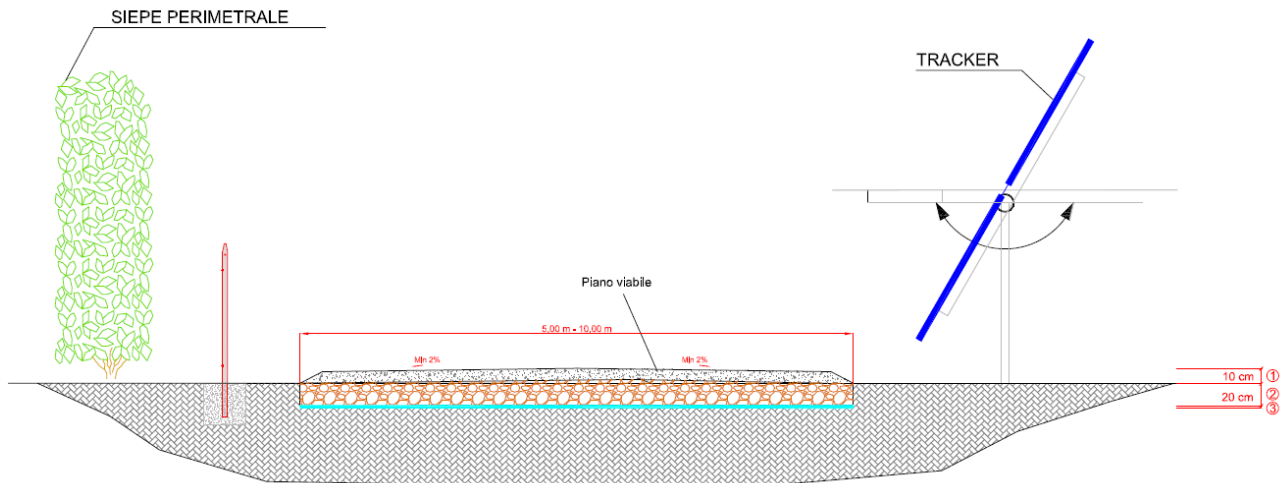 SIEPE PERIMETRALE
TRACKER
Piano viabile
5,00 m - 10,00 m
Min 2%
Min 2%
10 cm ①
②
20 cm
③